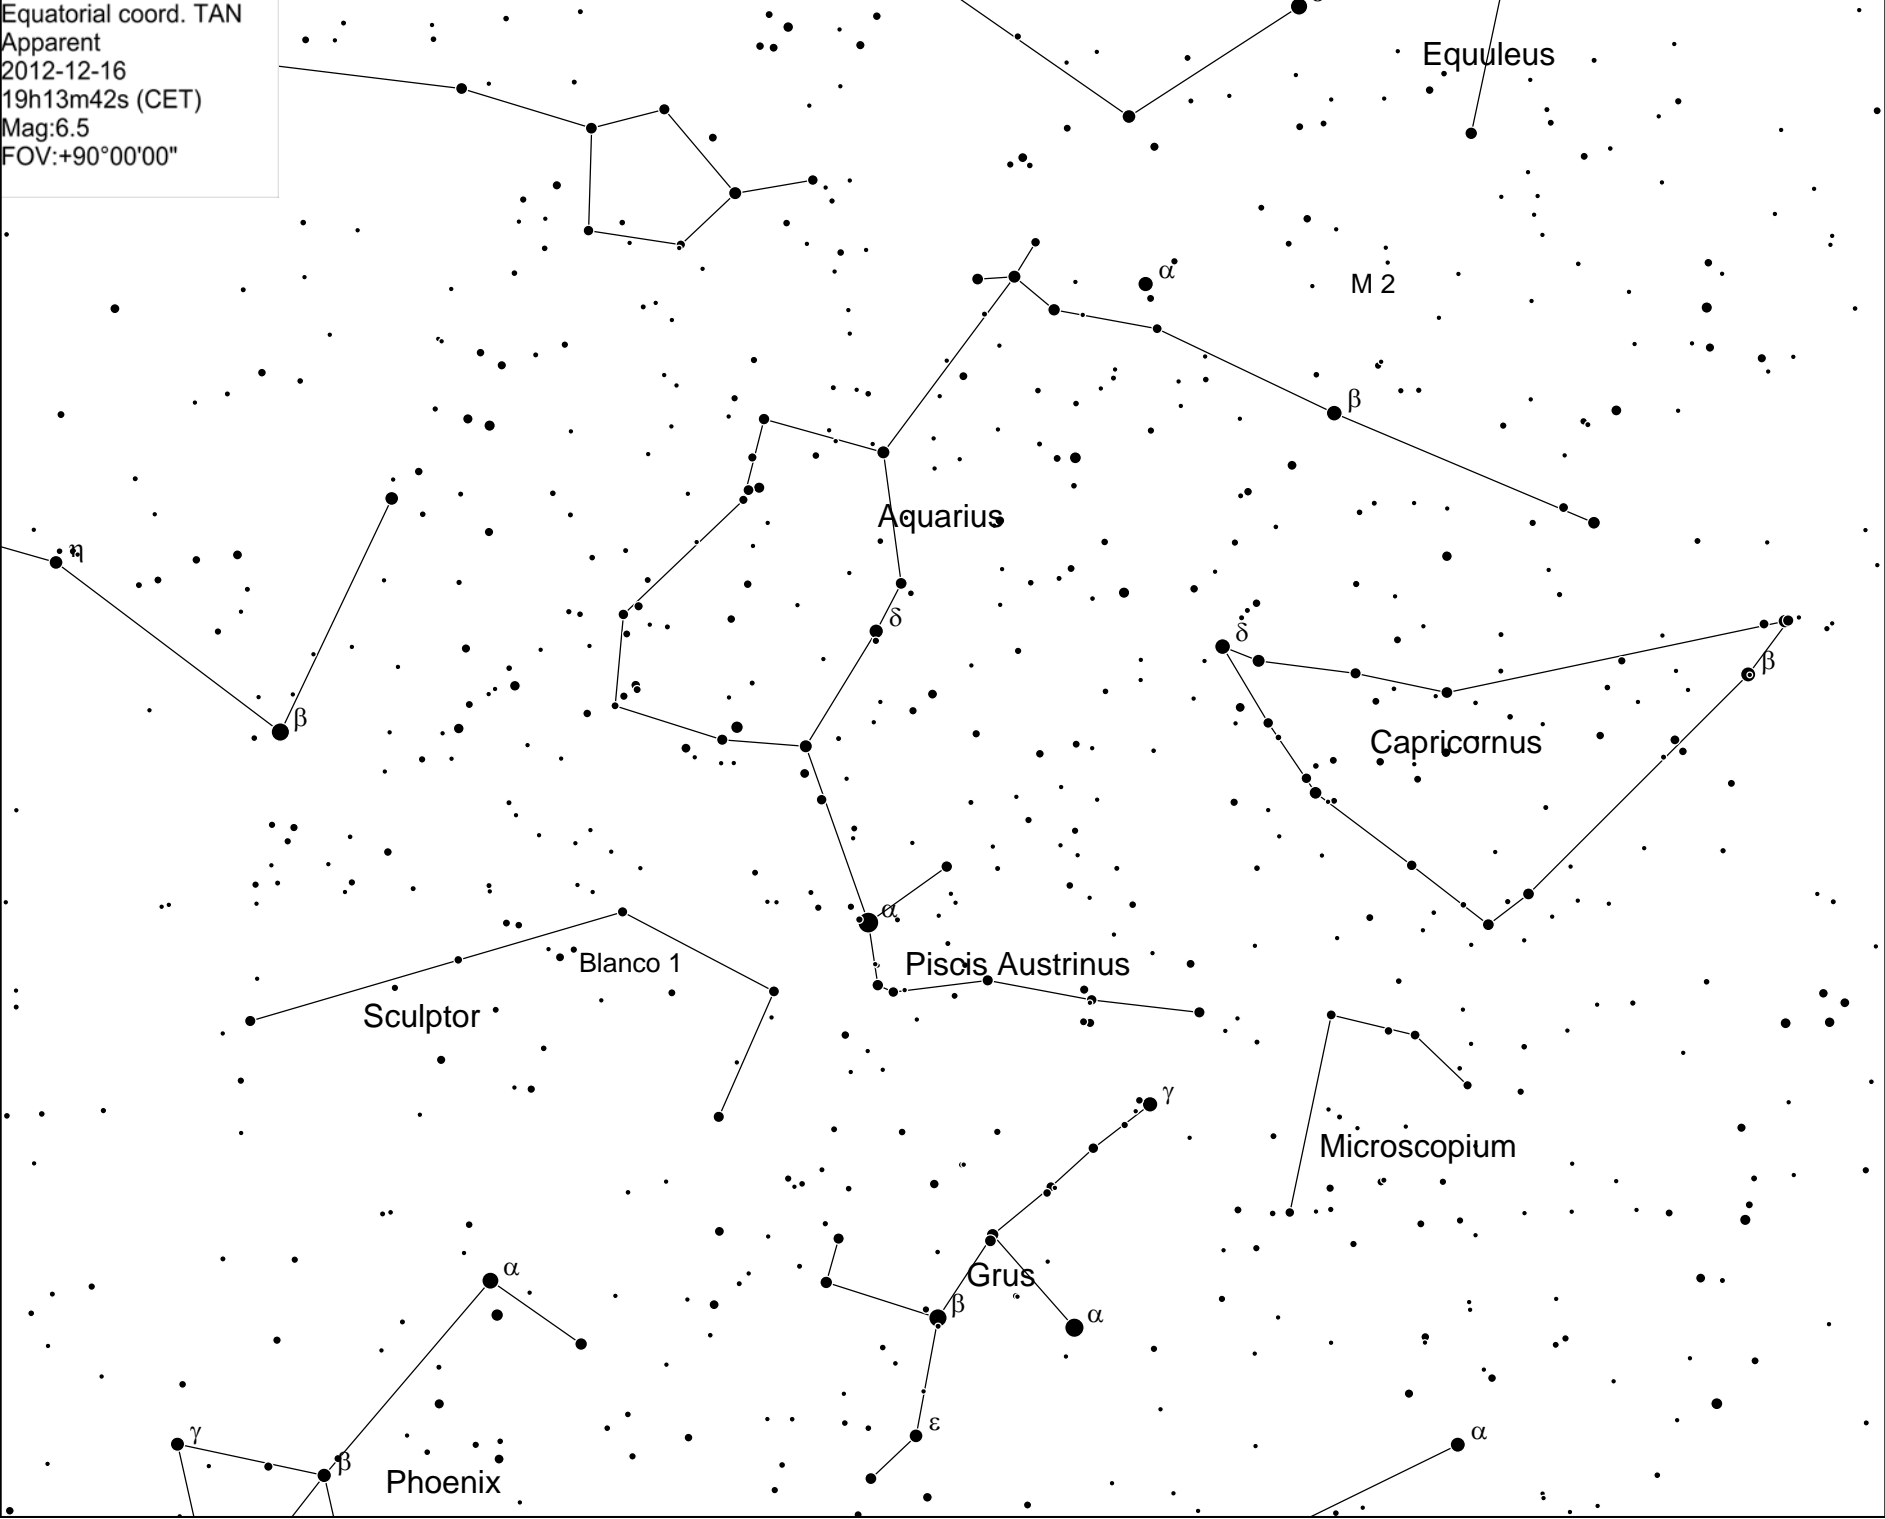 Equatorial coord. TAN
Apparent
2012-12-16
19h13m42s (CET)
Mag:6.5
FOV:+90°00'00"
Equuleus
α
M 2
β
Aquarius
η
δ
δ
β
β
Capricornus
α
Piscis Austrinus
Blanco 1
Sculptor
γ
Microscopium
α
Grus
β
α
ε
γ
α
β
Phoenix